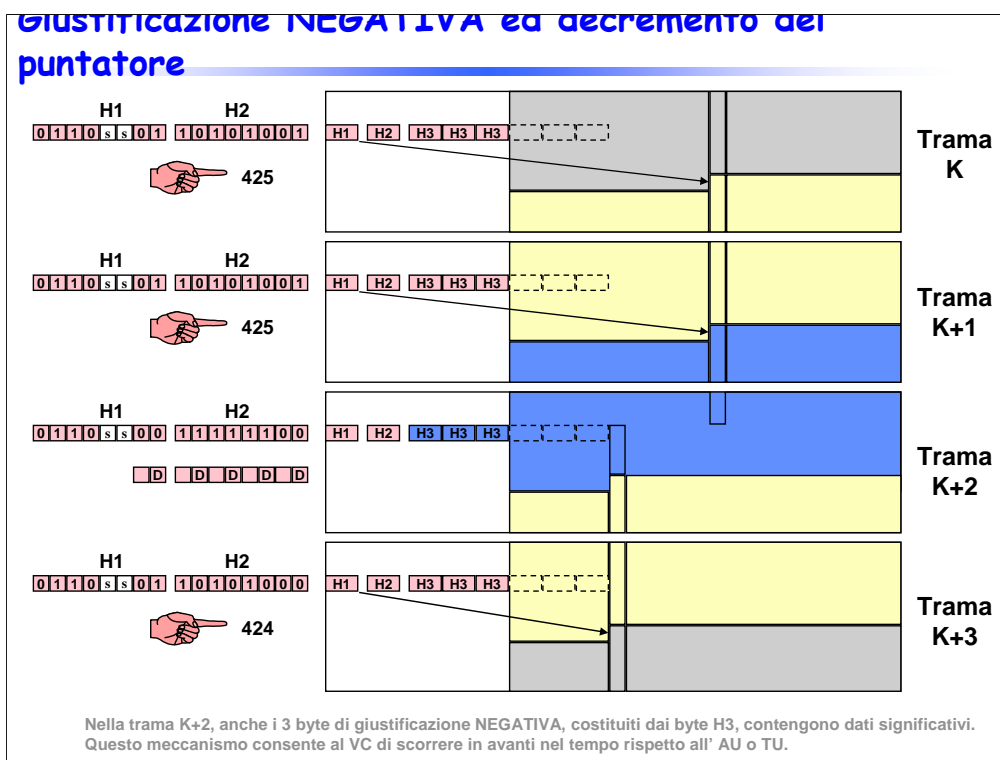 Giustificazione NEGATIVA ed decremento del
puntatore
H1 H2
0 1 1 0 s s 0 1 1 0 1 0 1 0 0 1 H1 H2 H3 H3 H3
425
Trama
K
H1 H2
0 1 1 0 s s 0 1 1 0 1 0 1 0 0 1 H1 H2 H3 H3 H3
425
Trama
K+1
H1 H2
0 1 1 0 s s 0 0 1 1 1 1 1 1 0 0 H1 H2 H3 H3 H3
D D D D D
Trama
K+2
H1 H2
0 1 1 0 s s 0 1 1 0 1 0 1 0 0 0 H1 H2 H3 H3 H3
424
Trama
K+3
Nella trama K+2, anche i 3 byte di giustificazione NEGATIVA, costituiti dai byte H3, contengono dati significativi.
Questo meccanismo consente al VC di scorrere in avanti nel tempo rispetto all' AU o TU.